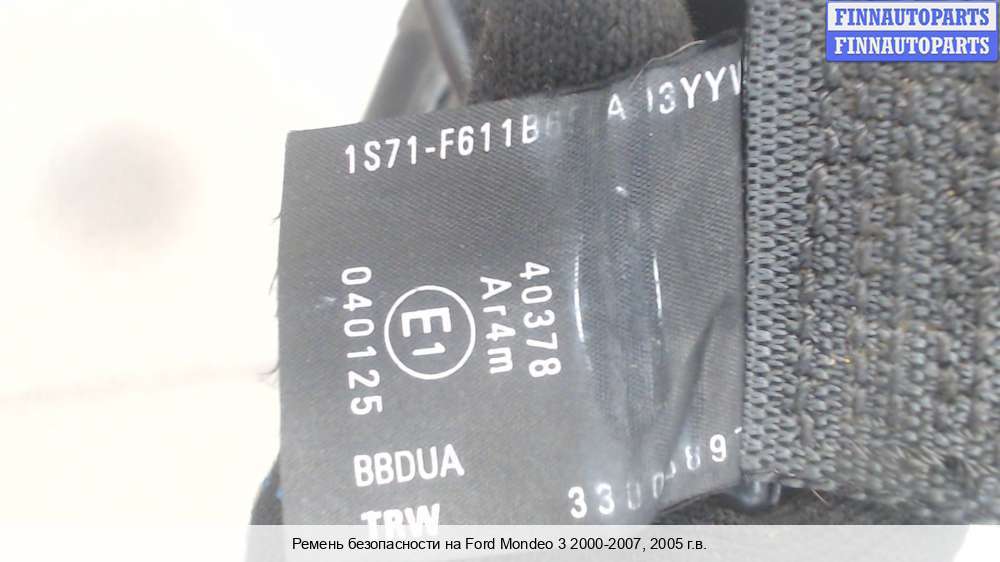 FINNAUTOPARTS
FINNAUTOPARTS
1S71-F611B
40378
Ar4m
E1
040125
BBDUA
TRW
Ремень безопасности на Ford Mondeo 3 2000-2007, 2005 г.в.